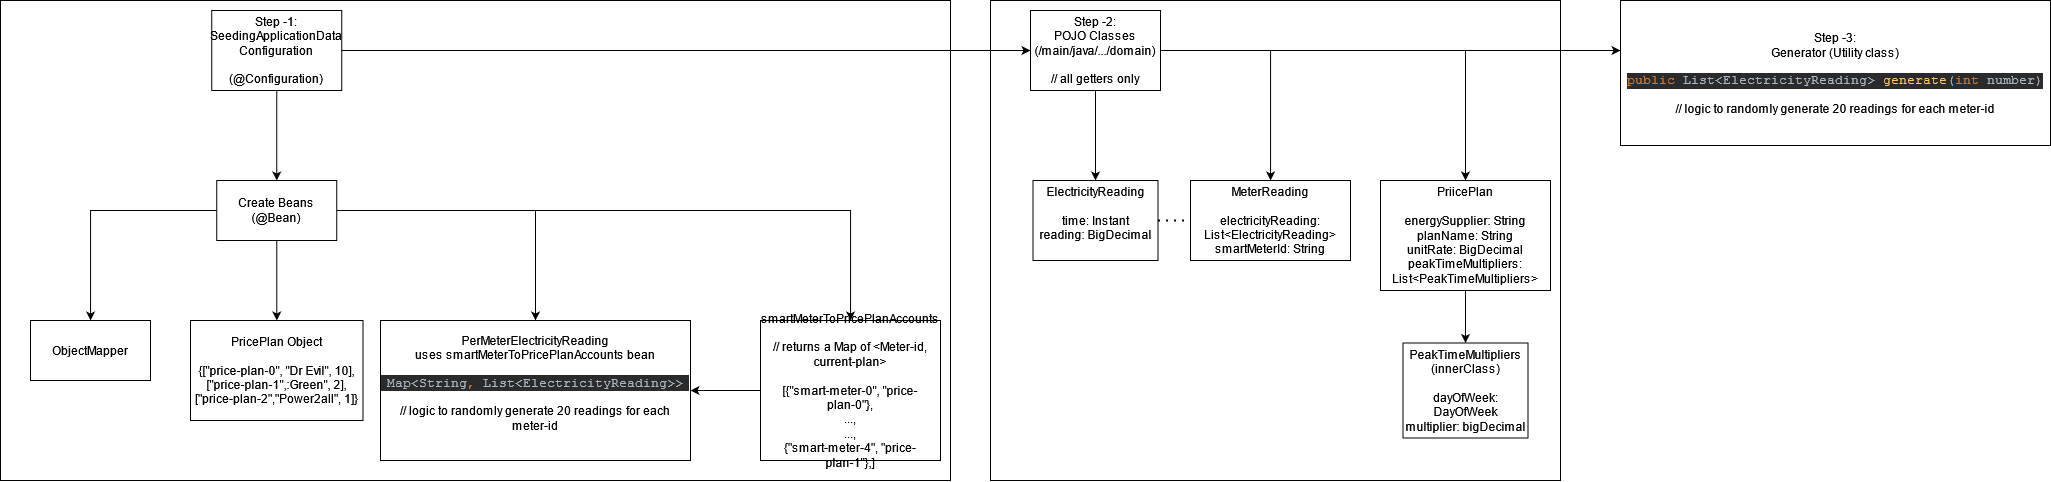 Step -1:
SeedingApplicationData
Configuration
(@Configuration)
Create Beans
(@Bean)
ObjectMapper
PricePlan Object
{["price-plan-0", "Dr Evil", 10],
["price-plan-1",:Green", 2],
["price-plan-2","Power2all", 1]}
PerMeterElectricityReading
uses smartMeterToPricePlanAccounts bean
Map<String, List<ElectricityReading>>
// logic to randomly generate 20 readings for each
meter-id
smartMeterToPricePlanAccounts
// returns a Map of <Meter-id,
current-plan>
[{"smart-meter-0", "price-
plan-0"},
...,
...,
{"smart-meter-4", "price-
plan-1"},]
Step -2:
POJO Classes
(/main/java/.../domain)
// all getters only
ElectricityReading
time: Instant
reading: BigDecimal
MeterReading
electricityReading:
List<ElectricityReading>
smartMeterId: String
PriicePlan
energySupplier: String
planName: String
unitRate: BigDecimal
peakTimeMultipliers:
List<PeakTimeMultipliers>
PeakTimeMultipliers
(innerClass)
dayOfWeek:
DayOfWeek
multiplier: bigDecimal
Step -3:
Generator (Utility class)
public List<ElectricityReading> generate(int number)
// logic to randomly generate 20 readings for each meter-id